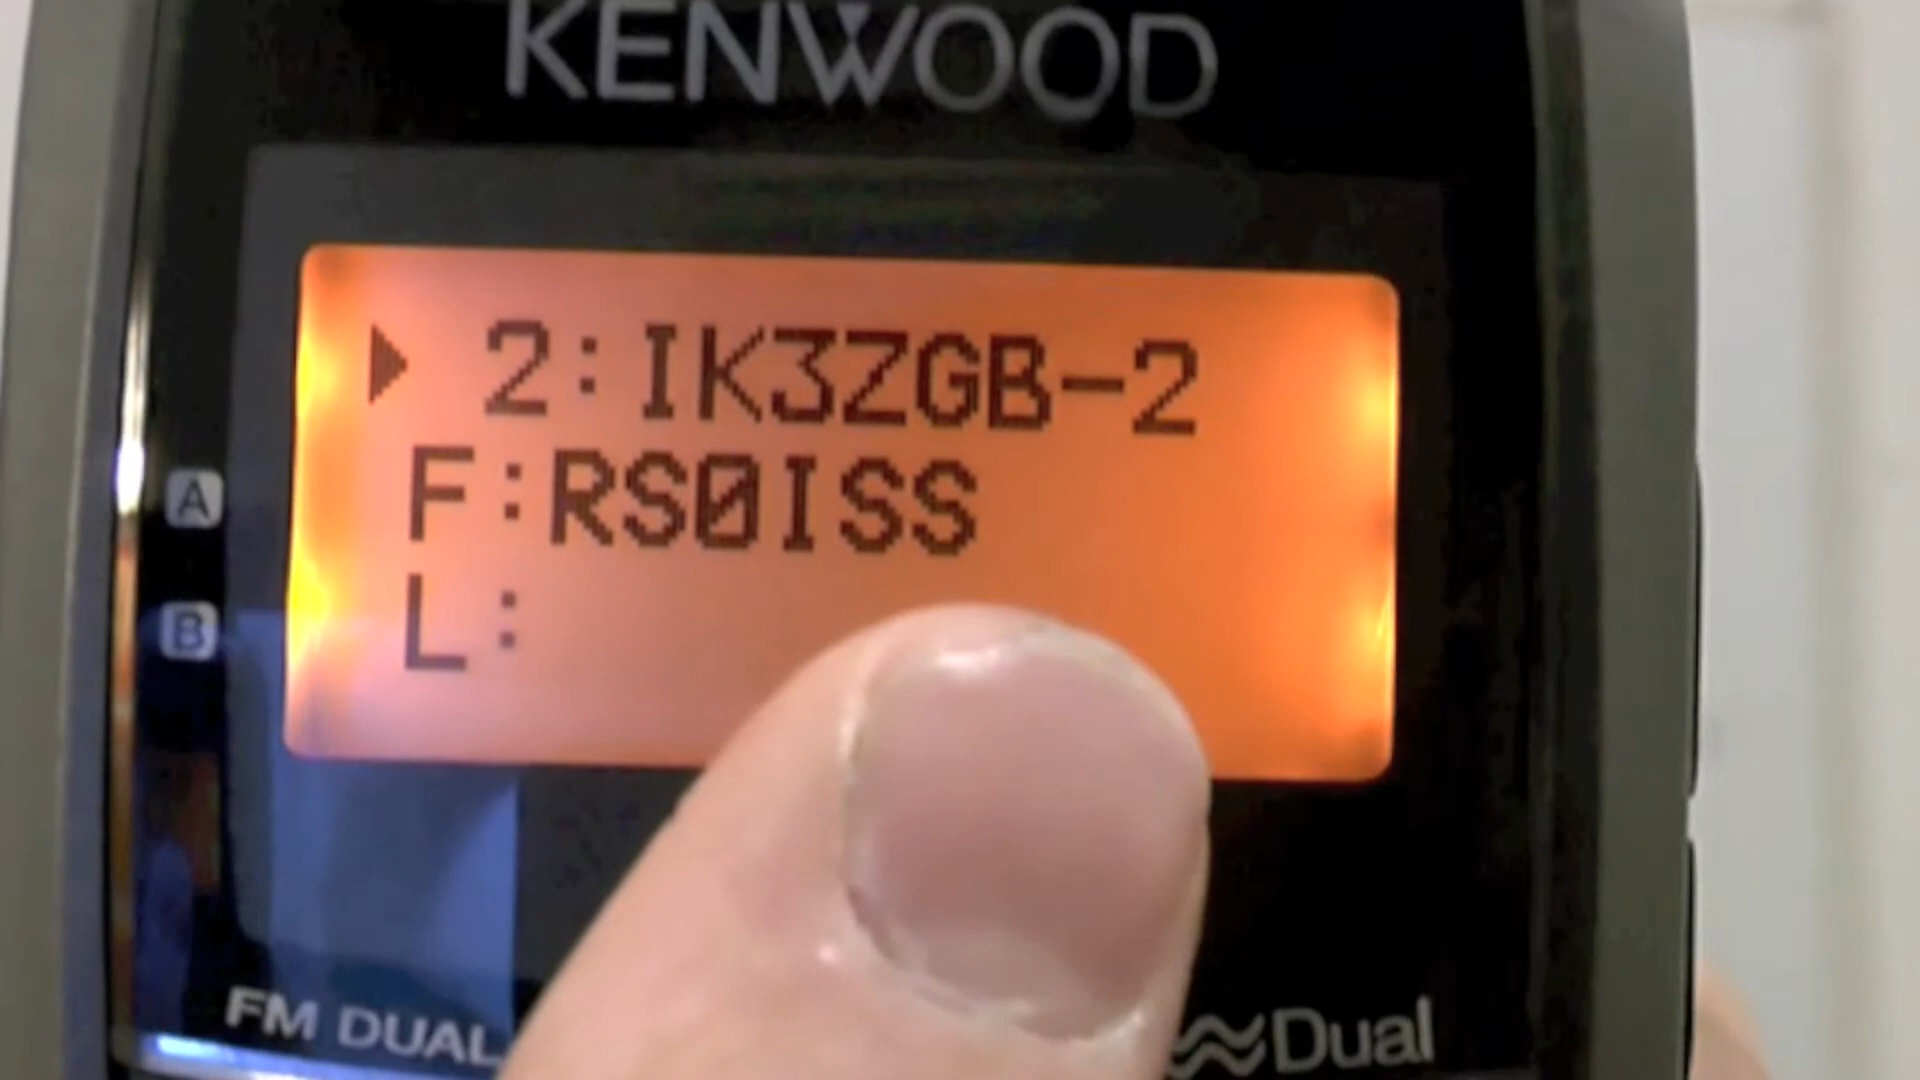 KENWOOD
▶ 2:IK3ZGB-2
A
F:RS0ISS
B
L:
FM DUAL
Dual